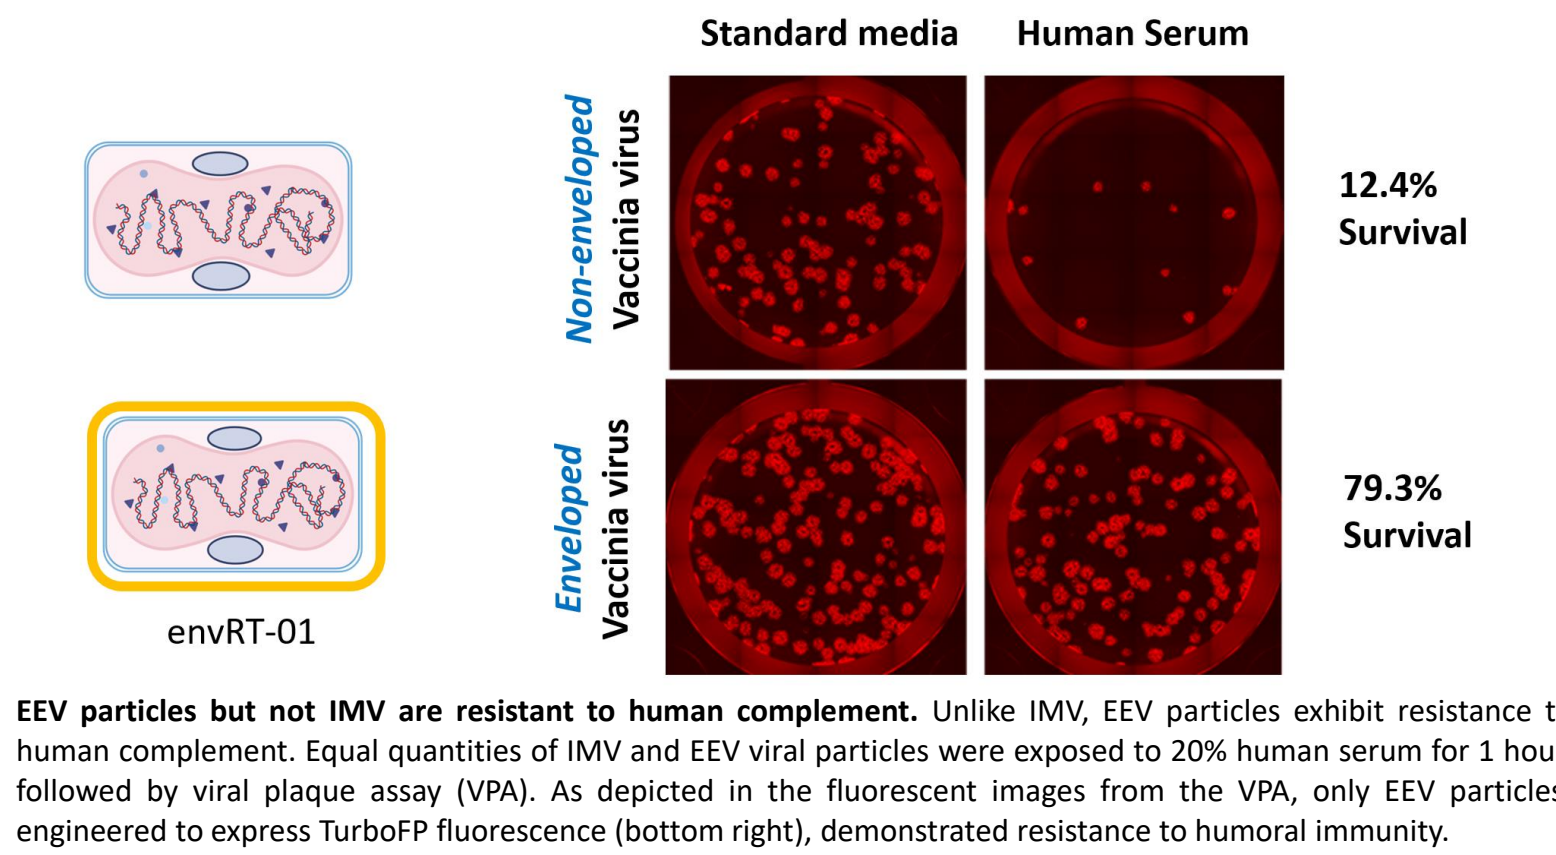 Standard media
Human Serum
Non-enveloped
Vaccinia virus
12.4%
Survival
Enveloped
Vaccinia virus
79.3%
Survival
envRT-01
EEV particles but not IMV are resistant to human complement. Unlike IMV, EEV particles exhibit resistance t
human complement. Equal quantities of IMV and EEV viral particles were exposed to 20% human serum for 1 hou
followed by viral plaque assay (VPA). As depicted in the fluorescent images from the VPA, only EEV particles
engineered to express TurboFP fluorescence (bottom right), demonstrated resistance to humoral immunity.